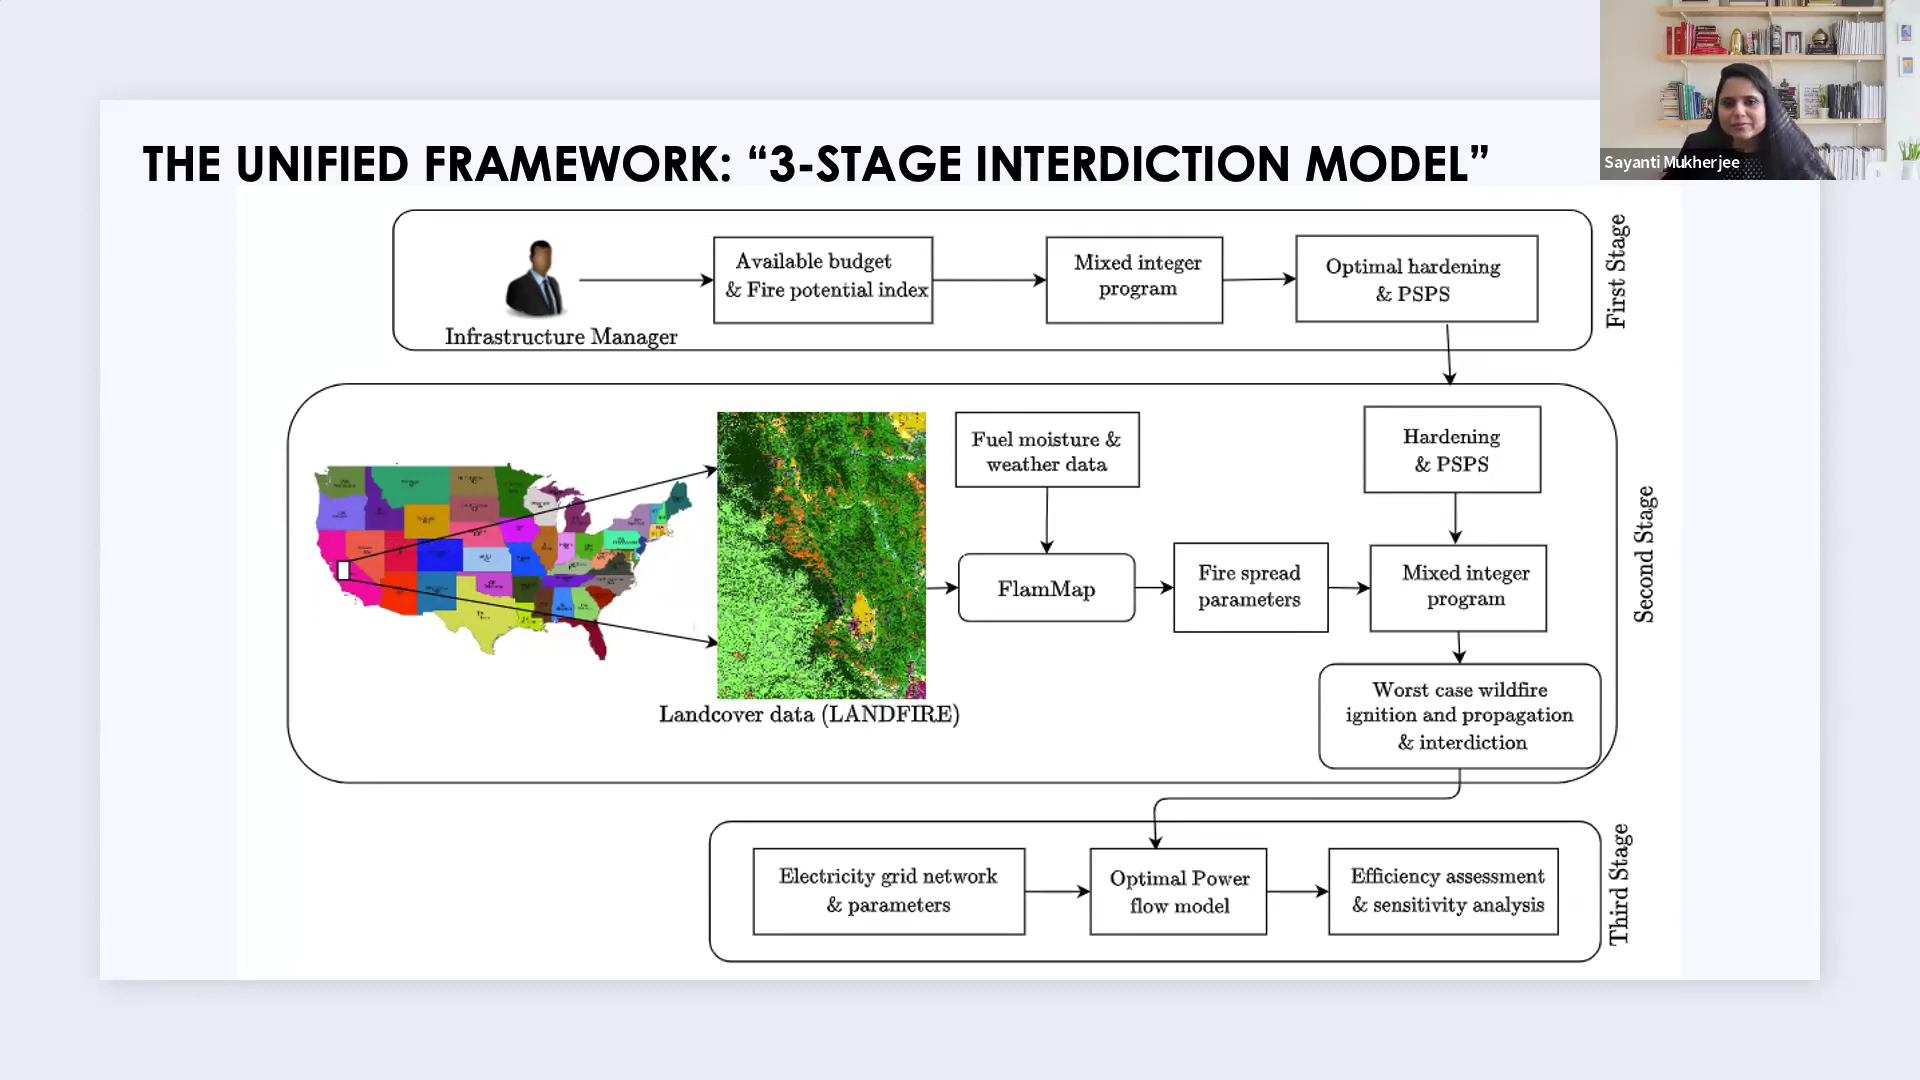 Sayanti Mukherjee
THE UNIFIED FRAMEWORK: “3-STAGE INTERDICTION MODEL”
Infrastructure Manager
Available budget
& Fire potential index
Mixed integer
program
Optimal hardening
& PSPS
First Stage
Landcover data (LANDFIRE)
Fuel moisture &
weather data
FlamMap
Fire spread
parameters
Hardening
& PSPS
Mixed integer
program
Worst case wildfire
ignition and propagation
& interdiction
Second Stage
Electricity grid network
& parameters
Optimal Power
flow model
Efficiency assessment
& sensitivity analysis
Third Stage